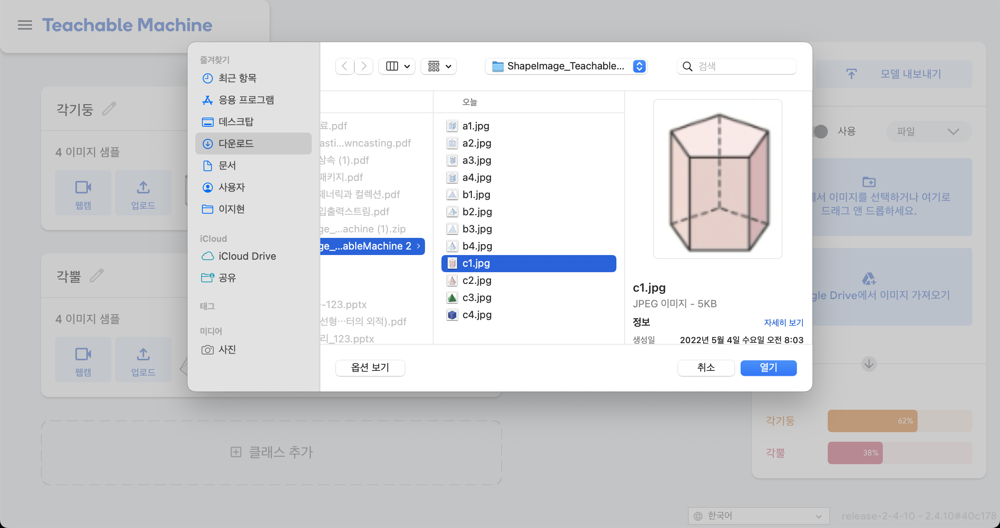 Teachable Machine
각기둥
4 이미지 샘플
웹캠
업로드
각뿔
4 이미지 샘플
웹캠
업로드
클래스 추가
즐겨찾기
최근 항목
응용 프로그램
데스크탑
다운로드
문서
사용자
이지현
iCloud
iCloud Drive
공유
태그
미디어
사진
ShapeImage_Teachable...
검색
료.pdf
asti...wncasting.pdf
상속 (1).pdf
패키지.pdf
제너릭과 컬렉션.pdf
입출력스트림.pdf
ge_...achine (1).zip
ge_...ableMachine 2
-123.pptx
선형…터의 외적).pdf
리_123.pptx
오늘
a1.jpg
a2.jpg
a3.jpg
a4.jpg
b1.jpg
b2.jpg
b3.jpg
b4.jpg
c1.jpg
c2.jpg
c3.jpg
c4.jpg
c1.jpg
JPEG 이미지 - 5KB
정보
자세히 보기
생성일
2022년 5월 4일 수요일 오전 8:03
옵션 보기
취소
열기
모델 내보내기
사용
파일
에서 이미지를 선택하거나 여기로
드래그 앤 드롭하세요.
gle Drive에서 이미지 가져오기
각기둥
62%
각뿔
38%
한국어
release-2-4-10 - 2.4.10#40c178